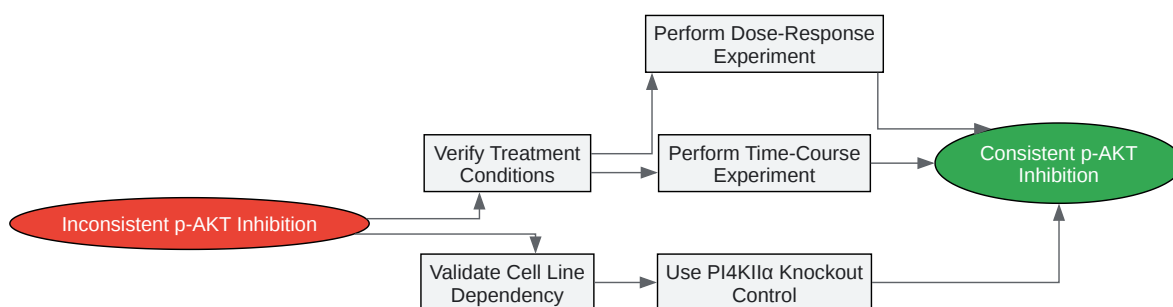 Perform Dose-Response
Experiment
Verify Treatment
Conditions
Perform Time-Course
Experiment
Consistent p-AKT
Inhibition
Inconsistent p-AKT Inhibition
Validate Cell Line
Dependency
Use PI4KIIα Knockout
Control